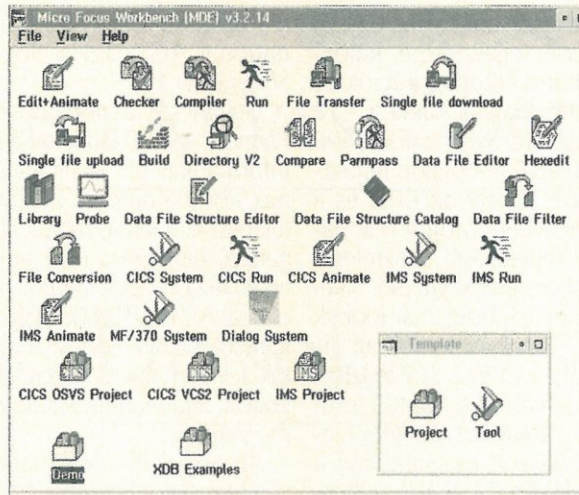 Micro Focus Workbench (MDE) v3.2.14
File View Help
Edit+Animate Checker Compiler Run File Transfer Single file download
Single file upload Build Directory V2 Compare Parmpass Data File Editor Hexedit
Library Probe Data File Structure Editor Data File Structure Catalog Data File Filter
File Conversion CICS System CICS Run CICS Animate IMS System IMS Run
IMS Animate MF/370 System Dialog System
CICS OSVS Project CICS VCS2 Project IMS Project
Template
Project Tool
Demo XDB Examples